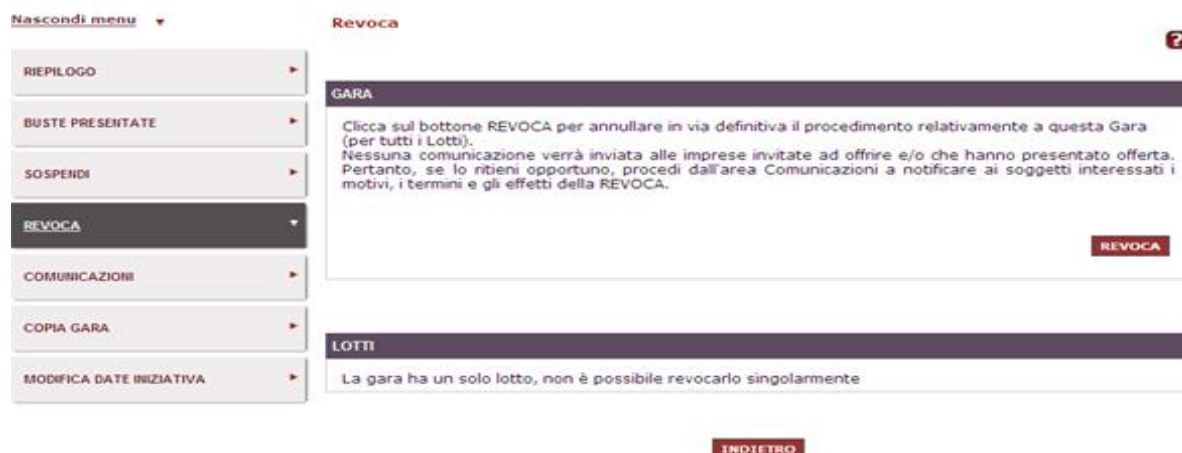 Nascondi menu
Revoca
?
RIEPILOGO
BUSTE PRESENTATE
SOSPENDI
REVOCA
COMUNICAZIONI
COPIA GARA
MODIFICA DATE INIZIATIVA
GARA
Clicca sul bottone REVOCA per annullare in via definitiva il procedimento relativamente a questa Gara
(per tutti i Lotti).
Nessuna comunicazione verrà inviata alle imprese invitate ad offrire e/o che hanno presentato offerta.
Pertanto, se lo ritieni opportuno, procedi dall'area Comunicazioni a notificare ai soggetti interessati i
motivi, i termini e gli effetti della REVOCA.
REVOCA
LOTTI
La gara ha un solo lotto, non è possibile revocarlo singolarmente
INDIETRO